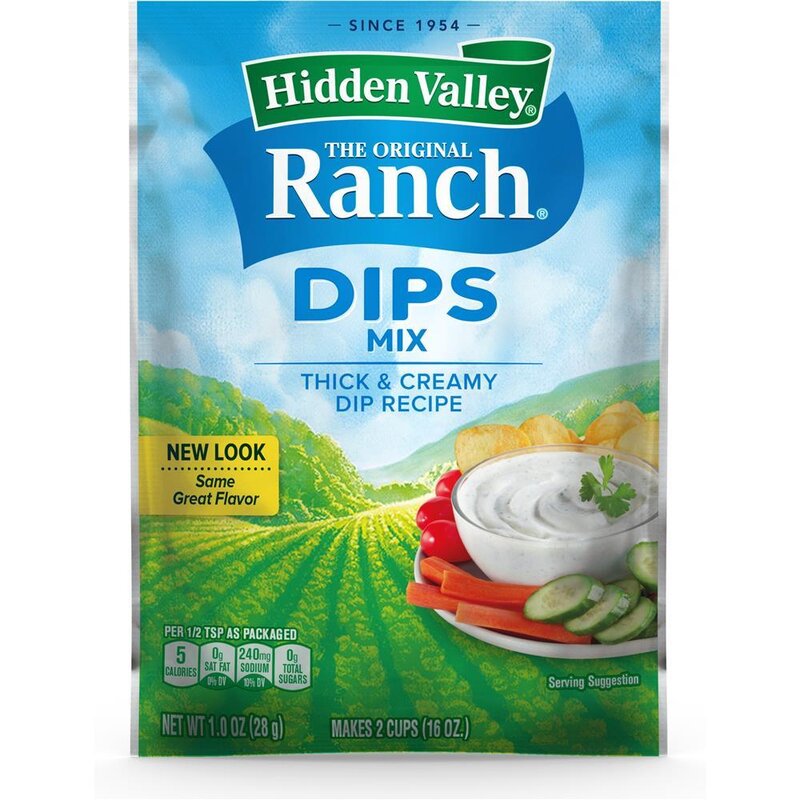 SINCE 1954
Hidden Valley®
THE ORIGINAL
Ranch®
DIPS
MIX
THICK & CREAMY
DIP RECIPE
NEW LOOK
Same
Great Flavor
PER 1/2 TSP AS PACKAGED
5 CALORIES
0g SAT FAT 0% DV
240mg SODIUM 10% DV
0g TOTAL SUGARS
Serving Suggestion
NET WT 1.0 OZ (28 g)
MAKES 2 CUPS (16 OZ.)